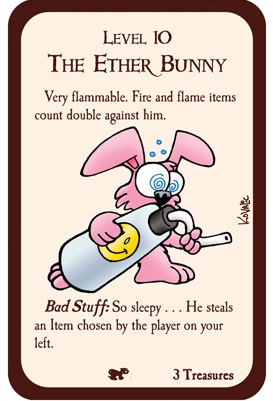 LEVEL 10
THE ETHER BUNNY
Very flammable. Fire and flame items
count double against him.
KOVALIC
Bad Stuff: So sleepy . . . He steals
an Item chosen by the player on your
left.
3 Treasures